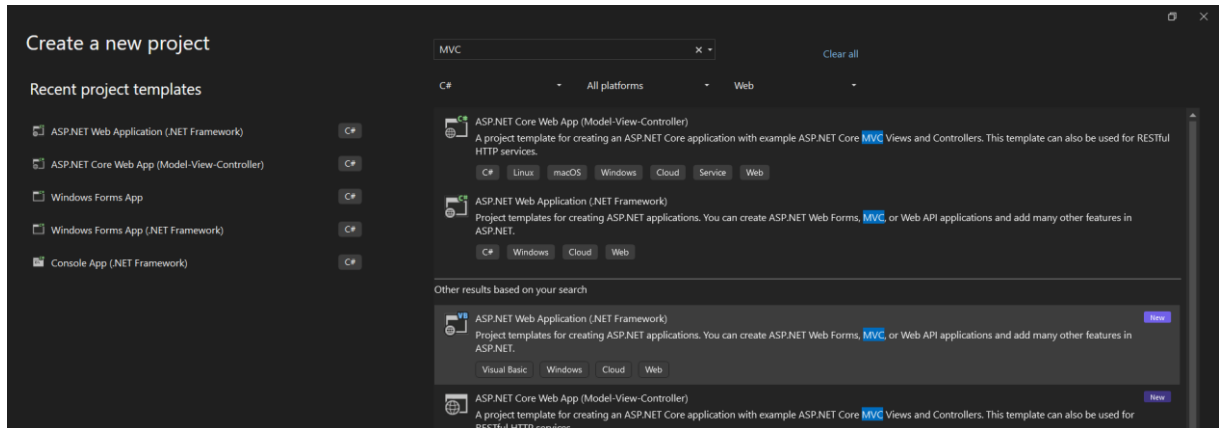 Create a new project
Recent project templates
ASP.NET Web Application (.NET Framework) C#
ASP.NET Core Web App (Model-View-Controller) C#
Windows Forms App C#
Windows Forms App (.NET Framework) C#
Console App (.NET Framework) C#
MVC
Clear all
C# All platforms Web
ASP.NET Core Web App (Model-View-Controller)
A project template for creating an ASP.NET Core application with example ASP.NET Core MVC Views and Controllers. This template can also be used for RESTful
HTTP services.
C# Linux macOS Windows Cloud Service Web
ASP.NET Web Application (.NET Framework)
Project templates for creating ASP.NET applications. You can create ASP.NET Web Forms, MVC, or Web API applications and add many other features in
ASP.NET.
C# Windows Cloud Web
Other results based on your search
ASP.NET Web Application (.NET Framework) New
Project templates for creating ASP.NET applications. You can create ASP.NET Web Forms, MVC, or Web API applications and add many other features in
ASP.NET.
Visual Basic Windows Cloud Web
ASP.NET Core Web App (Model-View-Controller) New
A project template for creating an ASP.NET Core application with example ASP.NET Core MVC Views and Controllers. This template can also be used for
RESTful HTTP services.